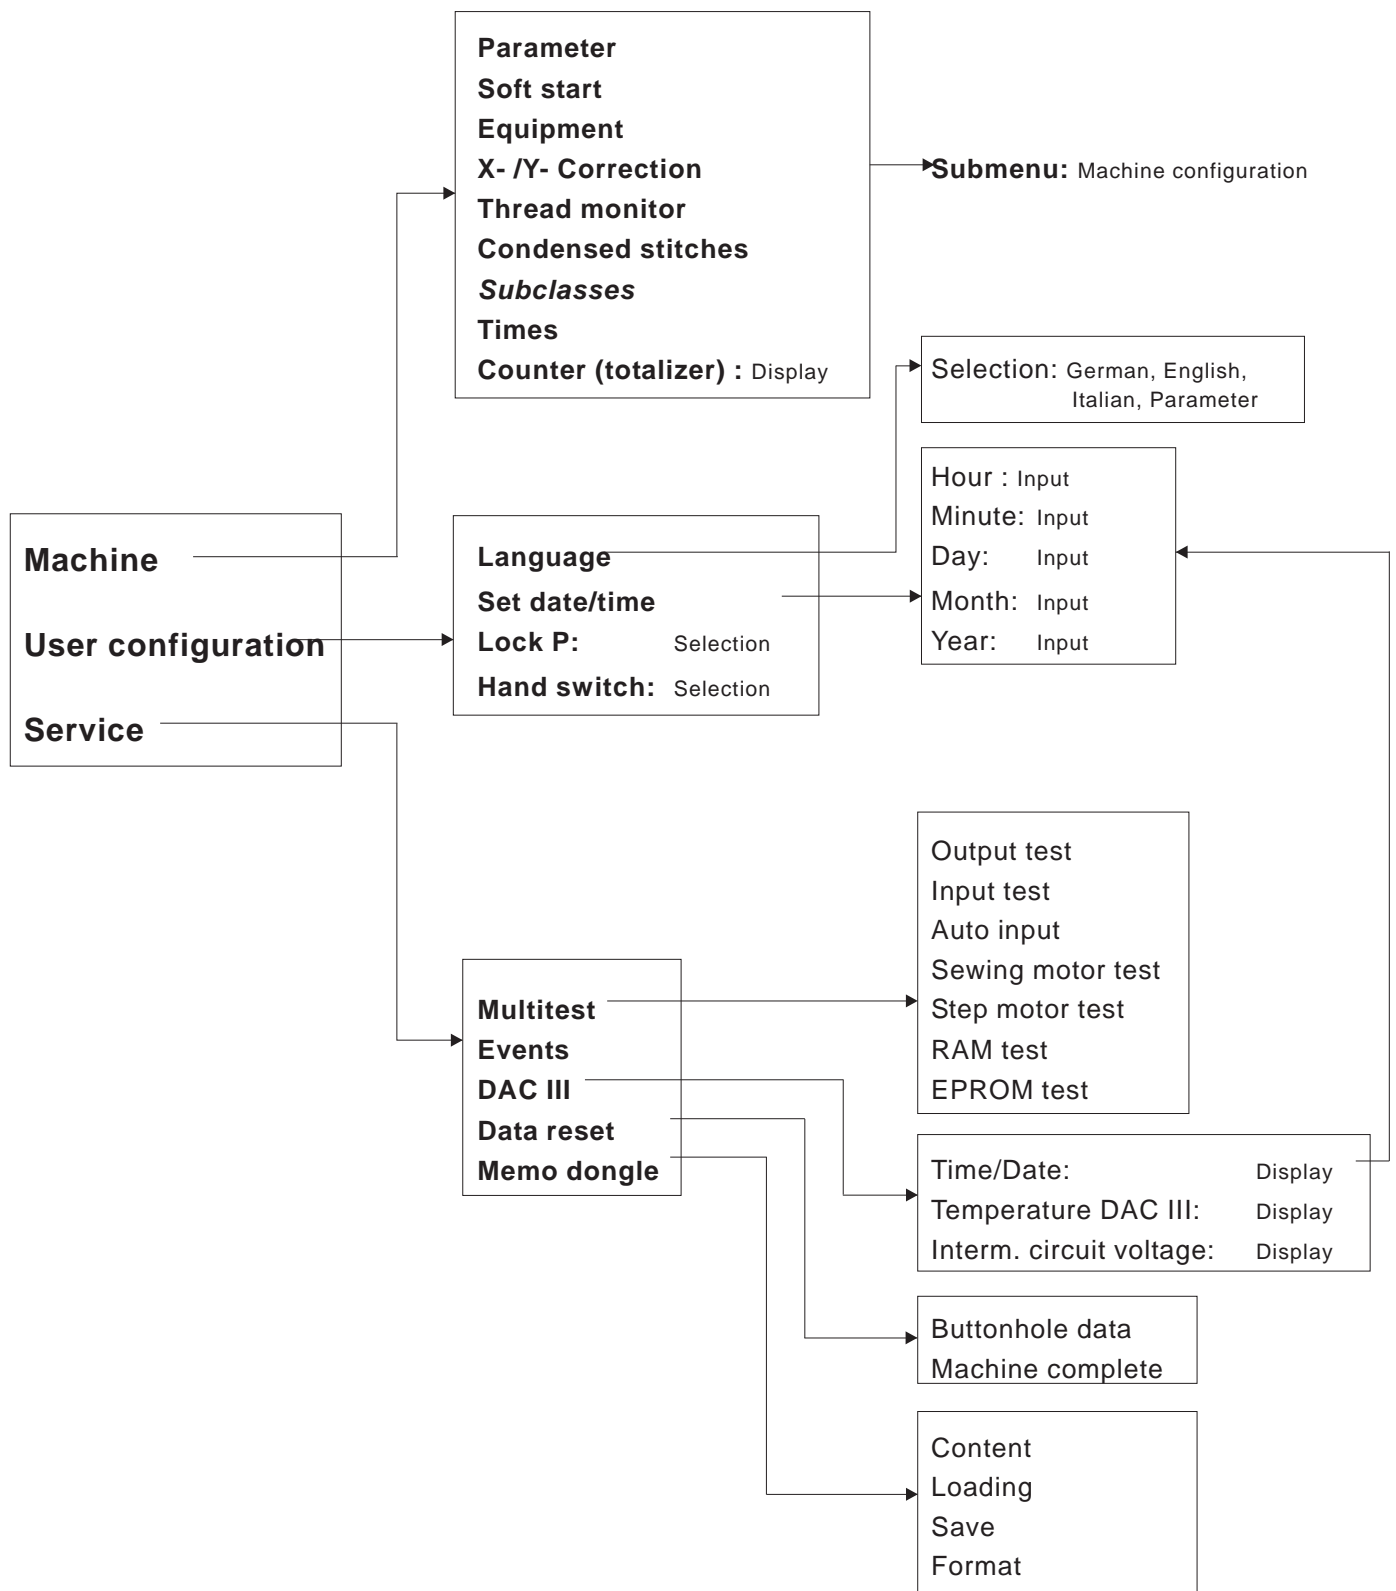 Parameter
Soft start
Equipment
X- /Y- Correction
Thread monitor
Condensed stitches
Subclasses
Times
Counter (totalizer) : Display
Submenu: Machine configuration
Selection: German, English,
Italian, Parameter
Hour : Input
Minute: Input
Day: Input
Month: Input
Year: Input
Machine
User configuration
Service
Language
Set date/time
Lock P: Selection
Hand switch: Selection
Output test
Input test
Auto input
Sewing motor test
Step motor test
RAM test
EPROM test
Multitest
Events
DAC III
Data reset
Memo dongle
Time/Date: Display
Temperature DAC III: Display
Interm. circuit voltage: Display
Buttonhole data
Machine complete
Content
Loading
Save
Format